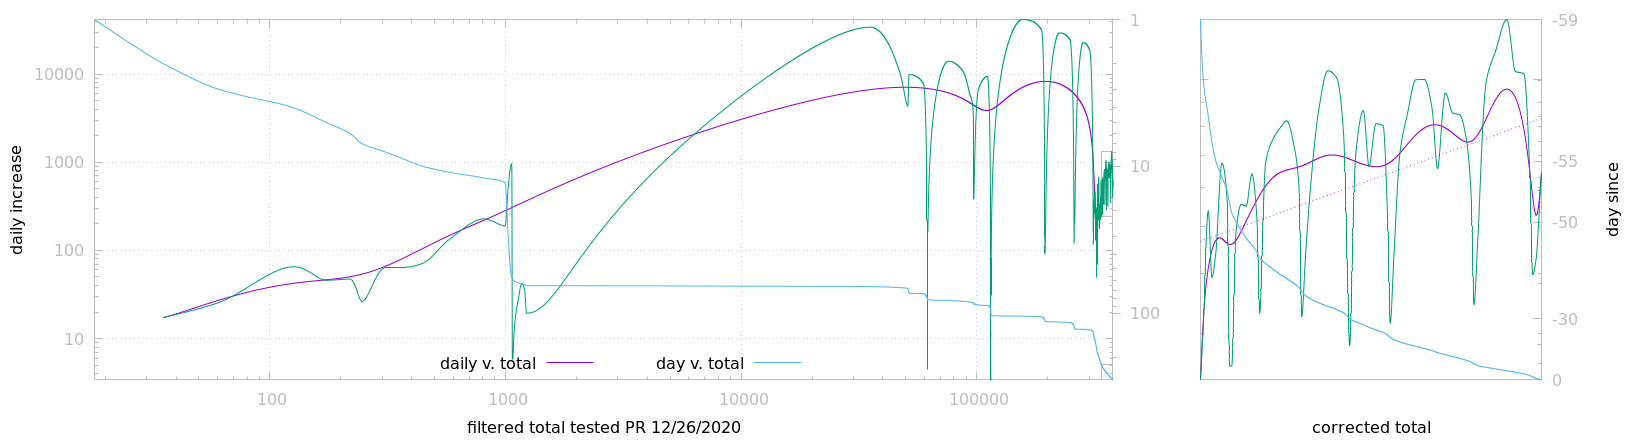 10000
1000
100
10
daily increase
100
1000
10000
100000
filtered total tested PR 12/26/2020
daily v. total
day v. total
1
10
100
-59
-55
-50
-30
0
day since
corrected total